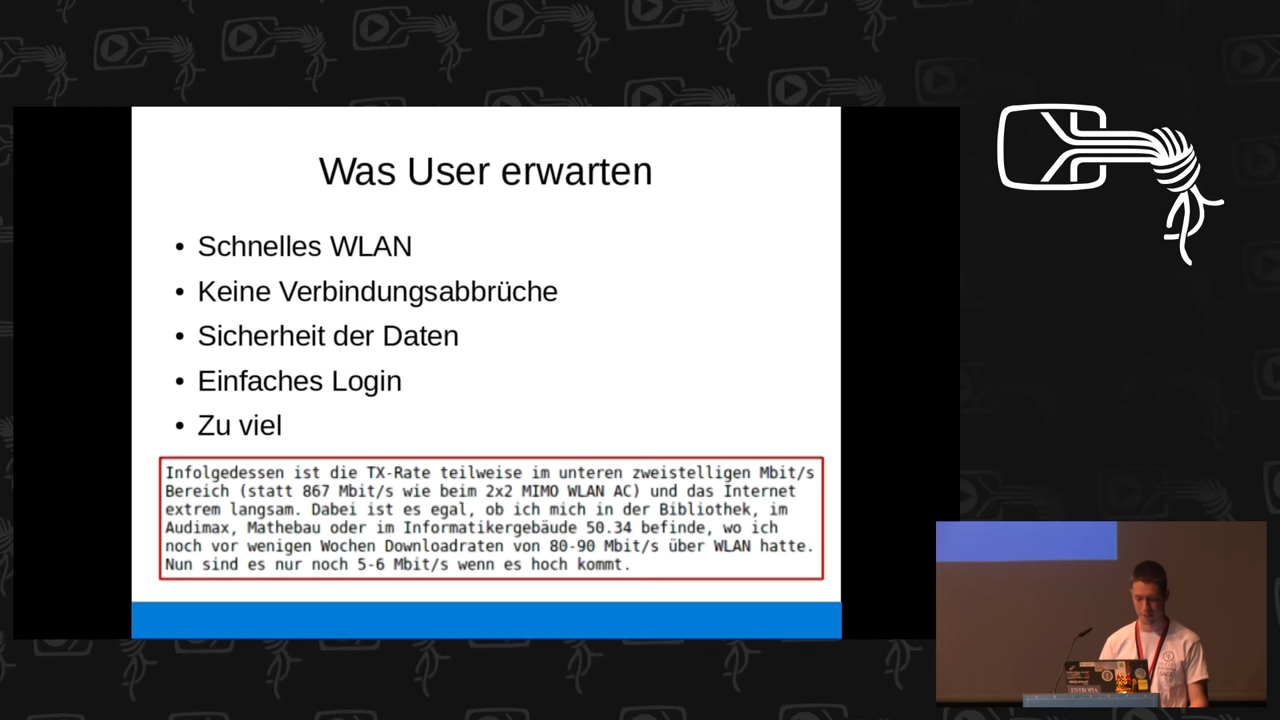 Was User erwarten
• Schnelles WLAN
• Keine Verbindungsabbrüche
• Sicherheit der Daten
• Einfaches Login
• Zu viel
Infolgedessen ist die TX-Rate teilweise im unteren zweistelligen Mbit/s
Bereich (statt 867 Mbit/s wie beim 2x2 MIMO WLAN AC) und das Internet
extrem langsam. Dabei ist es egal, ob ich mich in der Bibliothek, im
Audimax, Mathebau oder im Informatikergebäude 50.34 befinde, wo ich
noch vor wenigen Wochen Downloadraten von 80-90 Mbit/s über WLAN hatte.
Nun sind es nur noch 5-6 Mbit/s wenn es hoch kommt.
ENTROPIA